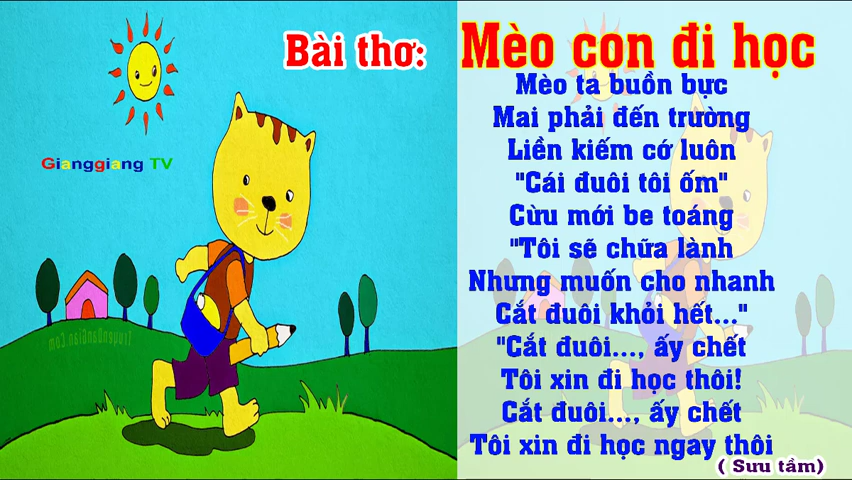 Bài thơ: Mèo con đi học
Gianggiang TV
Mèo ta buồn bực
Mai phải đến trường
Liền kiếm cớ luôn
"Cái đuôi tôi ốm"
Cừu mới be toáng
"Tôi sẽ chữa lành
Nhưng muốn cho nhanh
Cắt đuôi khỏi hết..."
"Cắt đuôi..., ấy chết
Tôi xin đi học thôi!
Cắt đuôi..., ấy chết
Tôi xin đi học ngay thôi
( Sưu tầm)
TruyenDanGian.Com